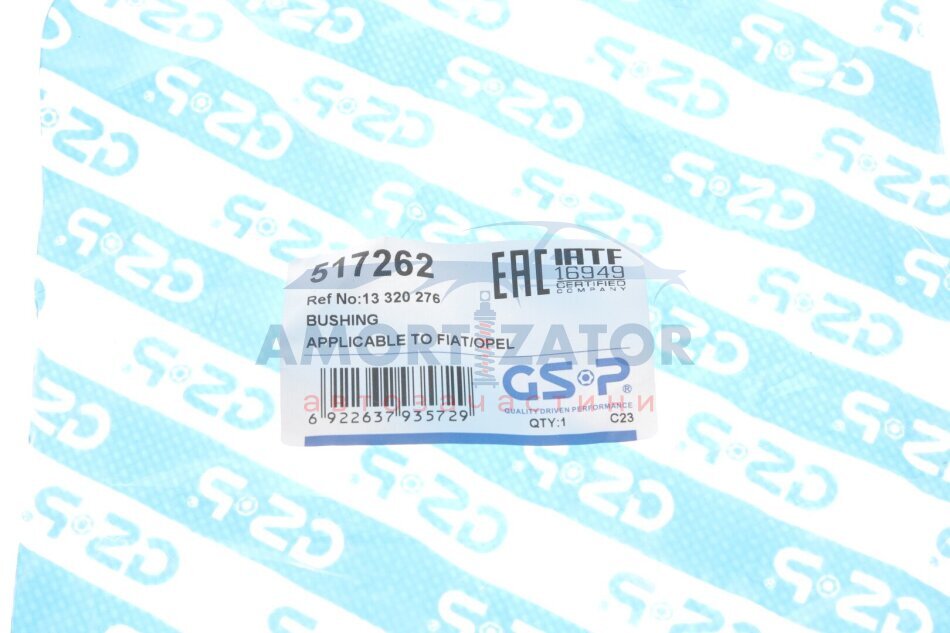 517262
EAC
IATF
16949
CERTIFIED
COMPANY
Ref No:13 320 276
BUSHING
APPLICABLE TO FIAT/OPEL
AMORTIZATOR
автозапчастини
GSP®
QUALITY DRIVEN PERFORMANCE
6 922637 935729
QTY:1 C23